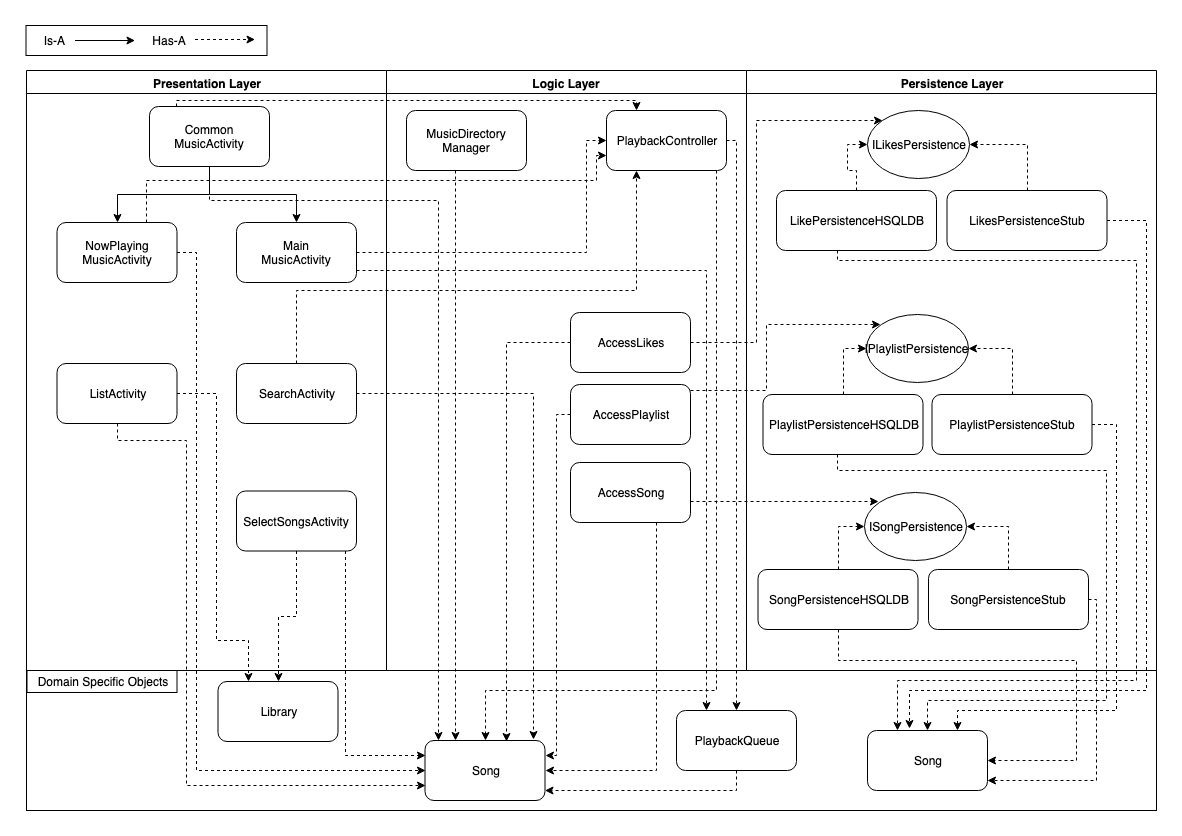 Is-A
Has-A
Presentation Layer
Logic Layer
Persistence Layer
Common
MusicActivity
MusicDirectory
Manager
PlaybackController
ILikesPersistence
NowPlaying
MusicActivity
Main
MusicActivity
LikePersistenceHSQLDB
LikesPersistenceStub
AccessLikes
IPlaylistPersistence
ListActivity
SearchActivity
AccessPlaylist
PlaylistPersistenceHSQLDB
PlaylistPersistenceStub
AccessSong
SelectSongsActivity
ISongPersistence
SongPersistenceHSQLDB
SongPersistenceStub
Domain Specific Objects
Library
Song
PlaybackQueue
Song